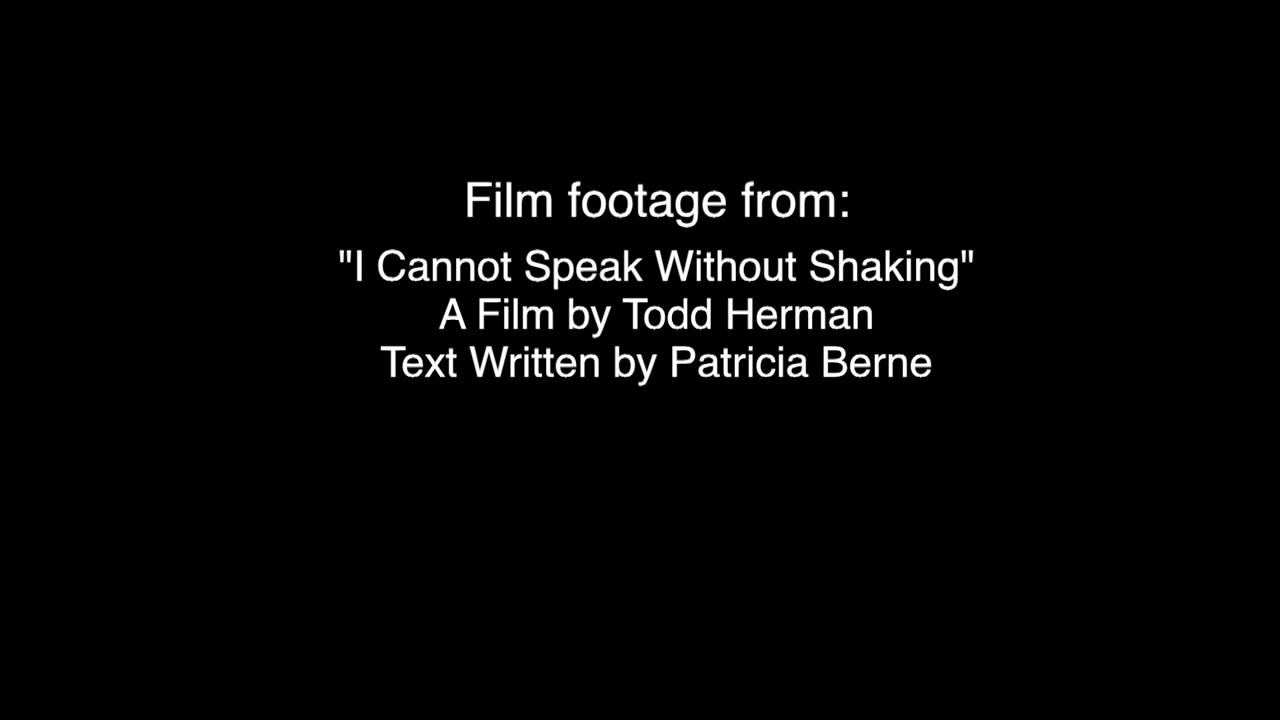 Film footage from:
"I Cannot Speak Without Shaking"
A Film by Todd Herman
Text Written by Patricia Berne